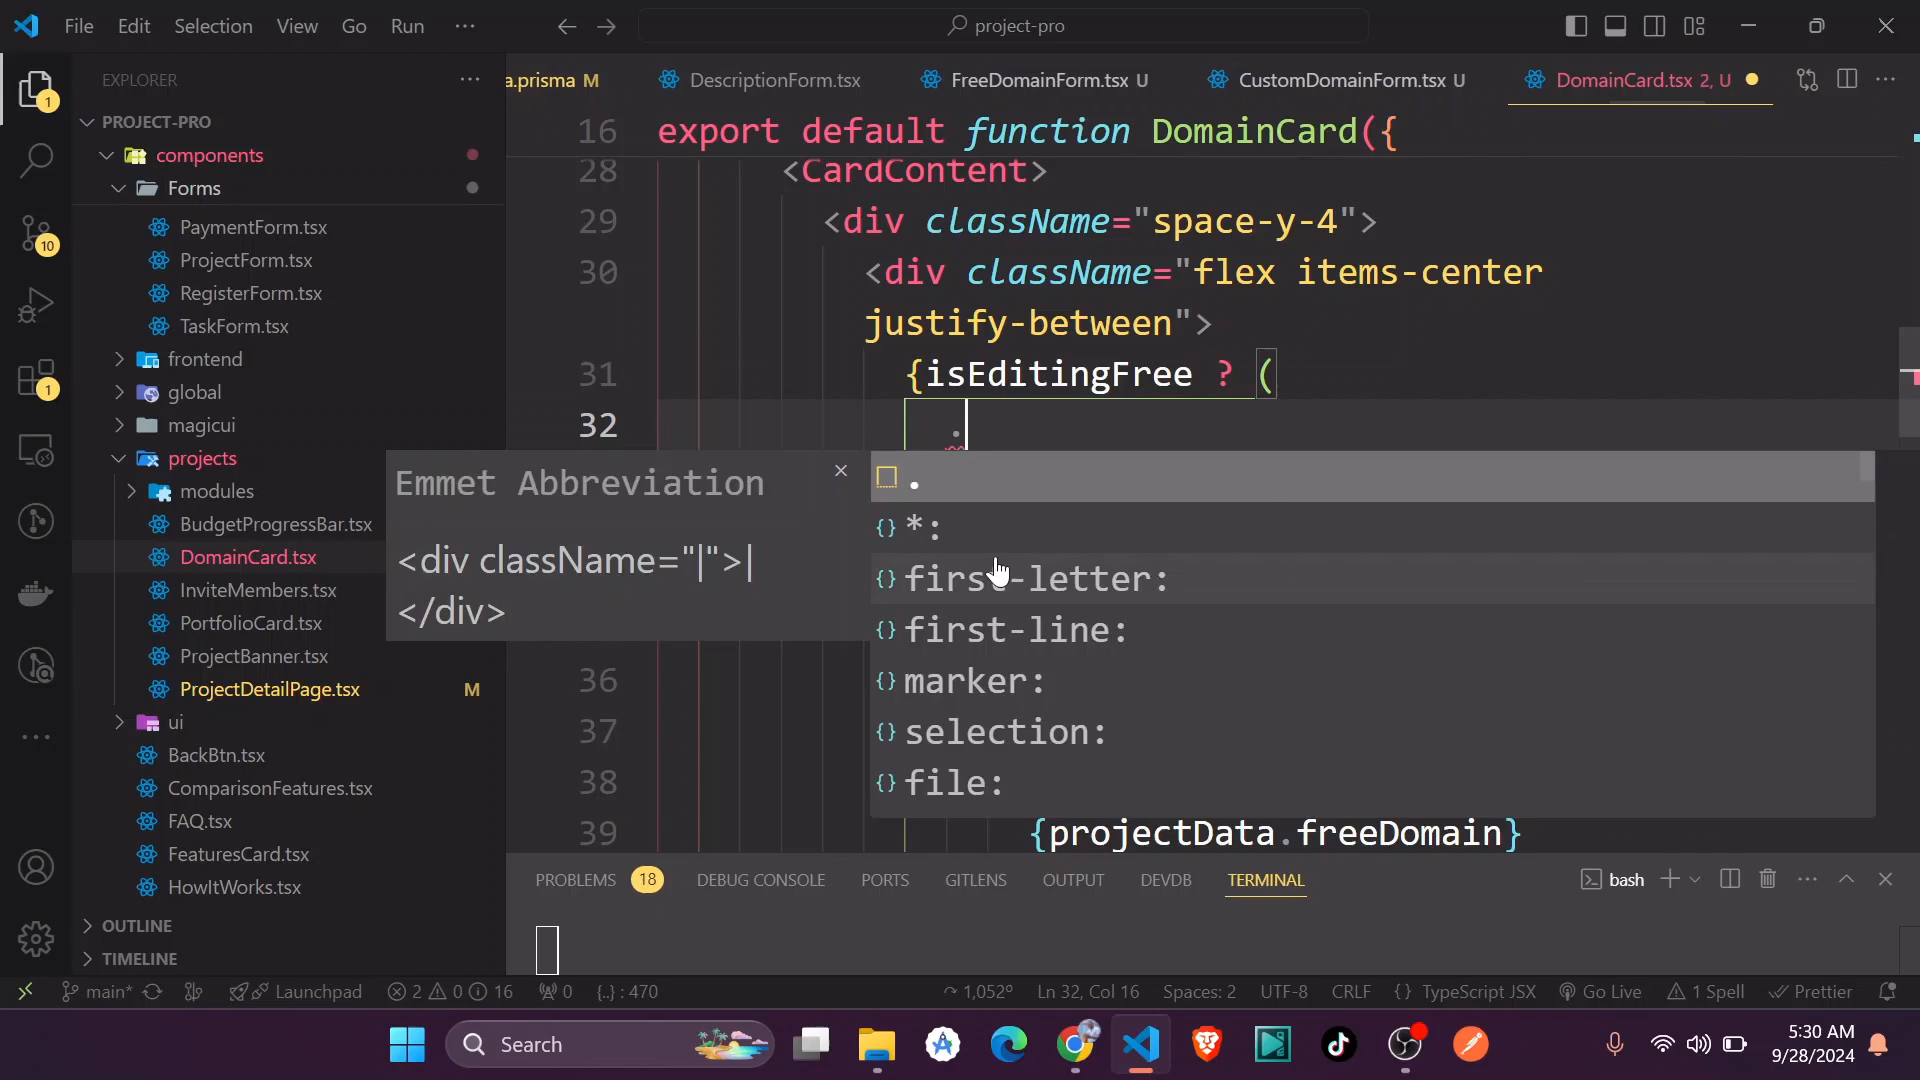 File Edit Selection View Go Run ···
project-pro
EXPLORER
PROJECT-PRO
components
Forms
PaymentForm.tsx
ProjectForm.tsx
RegisterForm.tsx
TaskForm.tsx
frontend
global
magicui
projects
modules
BudgetProgressBar.tsx
DomainCard.tsx
InviteMembers.tsx
PortfolioCard.tsx
ProjectBanner.tsx
ProjectDetailPage.tsx M
ui
BackBtn.tsx
ComparisonFeatures.tsx
FAQ.tsx
FeaturesCard.tsx
HowItWorks.tsx
OUTLINE
TIMELINE
1
10
1
a.prisma M DescriptionForm.tsx FreeDomainForm.tsx U CustomDomainForm.tsx U DomainCard.tsx 2, U
16 export default function DomainCard({
28 <CardContent>
29 <div className="space-y-4">
30 <div className="flex items-center
justify-between">
31 {isEditingFree ? (
32 .
Emmet Abbreviation
<div className="|">|
</div>
.
*:
first-letter:
first-line:
marker:
selection:
file:
36
37
38
39 {projectData.freeDomain}
PROBLEMS 18 DEBUG CONSOLE PORTS GITLENS OUTPUT DEVDB TERMINAL bash
main* Launchpad 2 0 16 0 {..} : 470 1,052° Ln 32, Col 16 Spaces: 2 UTF-8 CRLF {} TypeScript JSX Go Live 1 Spell Prettier
Search
5:30 AM
9/28/2024